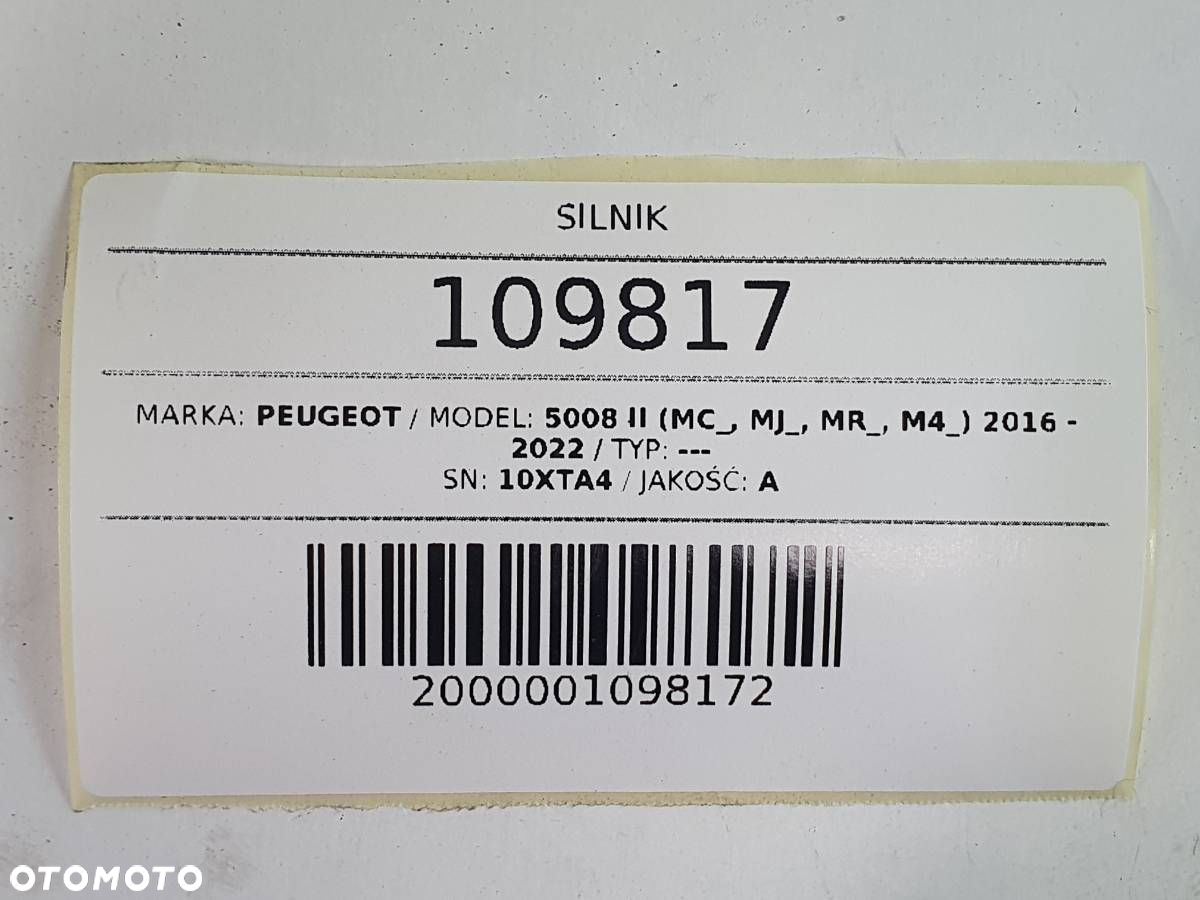 SILNIK
109817
MARKA: PEUGEOT / MODEL: 5008 II (MC_, MJ_, MR_, M4_) 2016 -
2022 / TYP: ---
SN: 10XTA4 / JAKOŚĆ: A
2000001098172
OTOMOTO